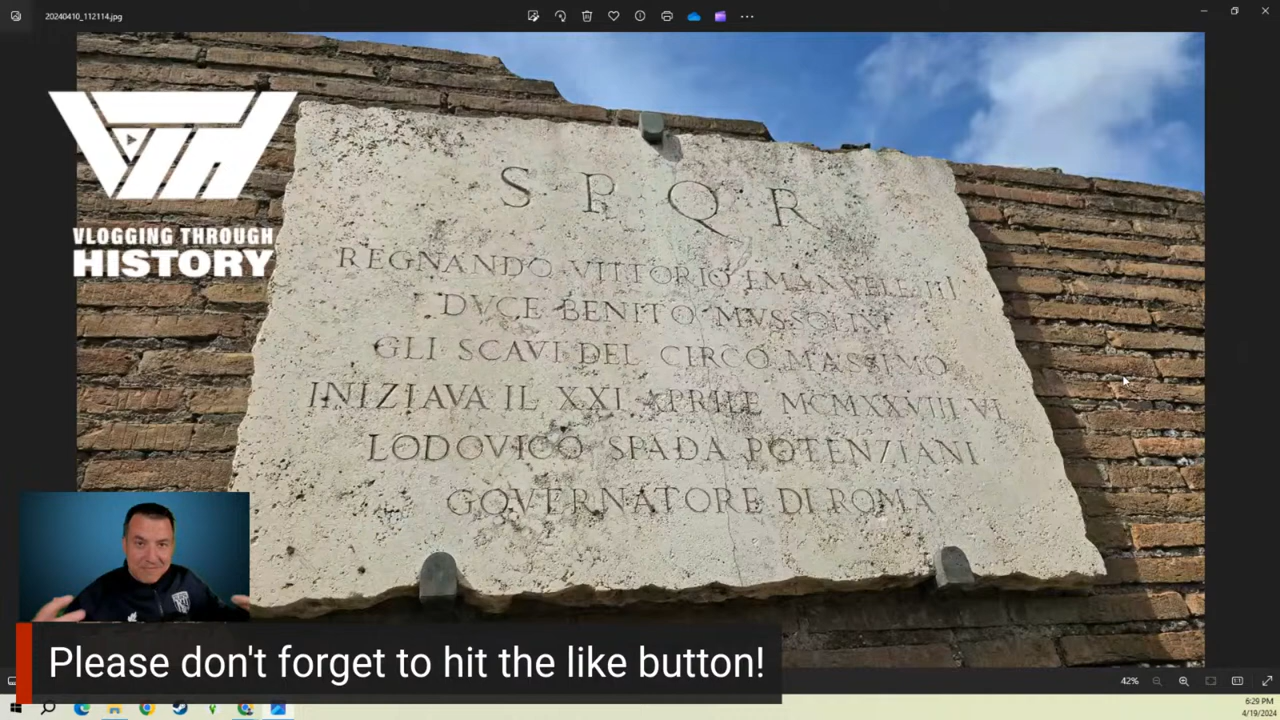 20240410_112114.jpg
VTH
VLOGGING THROUGH
HISTORY
S P Q R
REGNANDO VITTORIO EMANVELE III
DVCE BENITO MVSSOLINI
GLI SCAVI DEL CIRCO MASSIMO
INIZIAVA IL XXI APRILE MCMXXVIII VI
LODOVICO SPADA POTENZIANI
GOVERNATORE DI ROMA
Please don't forget to hit the like button!
42%
6:29 PM
4/19/2024